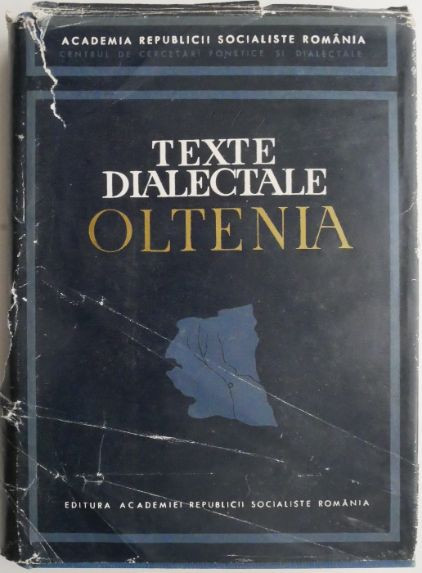 ACADEMIA REPUBLICII SOCIALISTE ROMÂNIA
CENTRUL DE CERCETĂRI FONETICE ȘI DIALECTALE
TEXTE
DIALECTALE
OLTENIA
EDITURA ACADEMIEI REPUBLICII SOCIALISTE ROMÂNIA